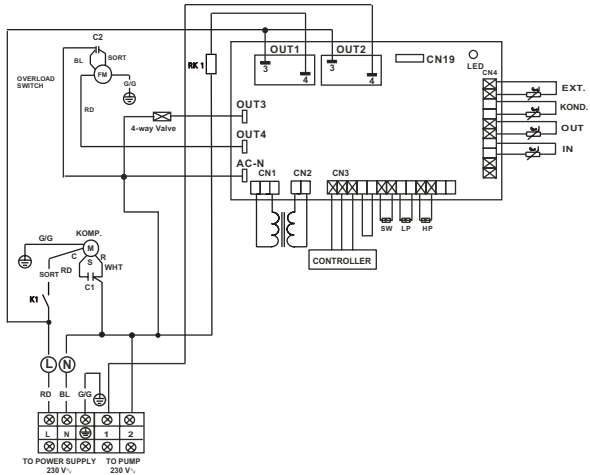 C2
BL
SORT
OVERLOAD
SWITCH
FM
G/G
RD
RK 1
OUT1
OUT2
3
4
3
4
CN19
LED
CN4
EXT.
KOND.
OUT
IN
OUT3
4-way Valve
OUT4
AC-N
CN1
CN2
CN3
SW
LP
HP
CONTROLLER
KOMP.
G/G
M
C
S
R
SORT
RD
WHT
C1
K1
L
N
RD
BL
G/G
L
N
1
2
TO POWER SUPPLY
230 V∿
TO PUMP
230 V∿